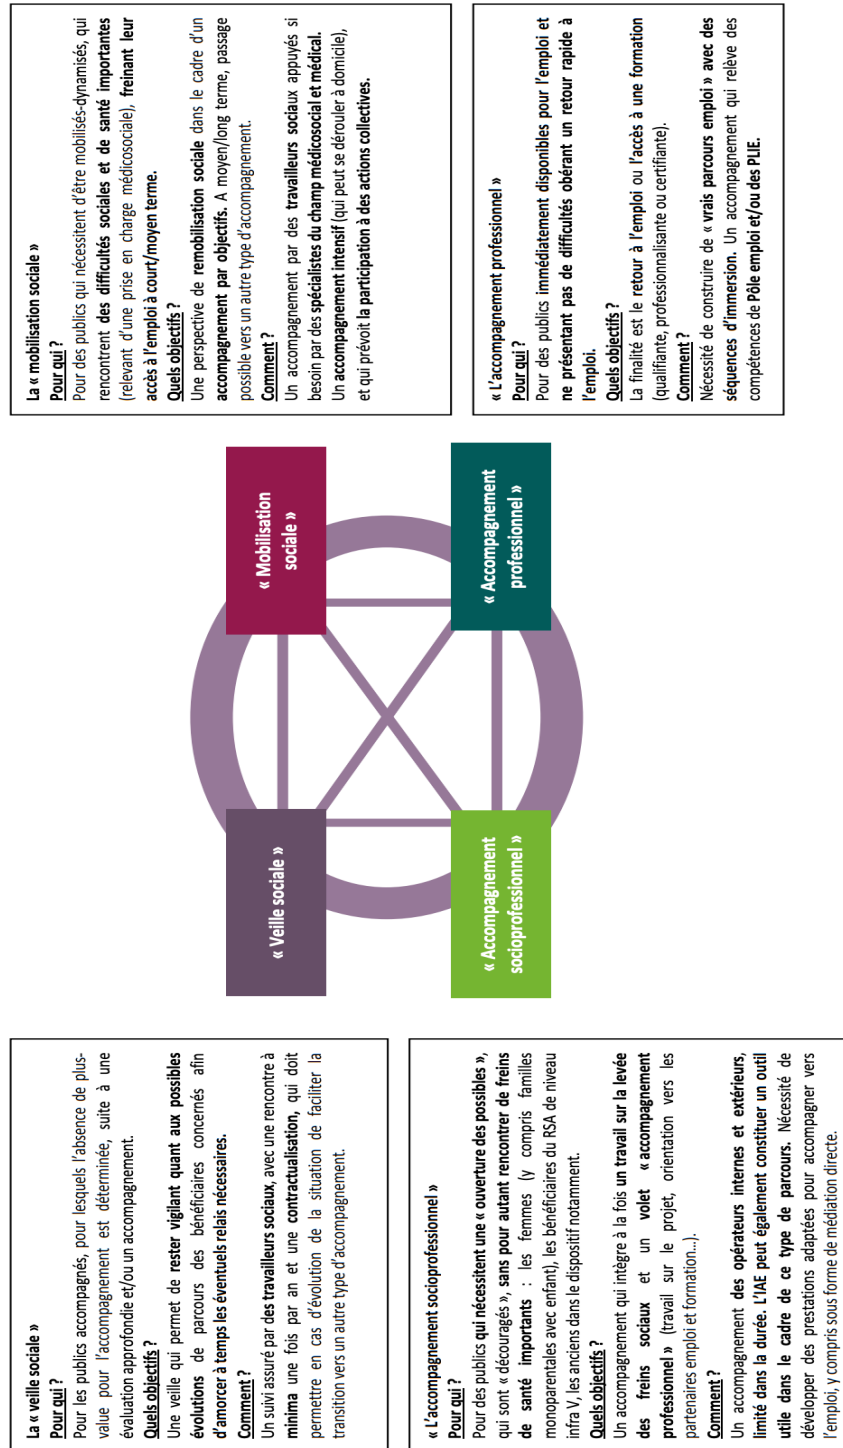 La « veille sociale »
Pour qui ?
Pour les publics accompagnés, pour lesquels l'absence de plus-
value pour l'accompagnement est déterminée, suite à une
évaluation approfondie et/ou un accompagnement.
Quels objectifs ?
Une veille qui permet de rester vigilant quant aux possibles
évolutions de parcours des bénéficiaires concernés afin
d'amorcer à temps les éventuels relais nécessaires.
Comment ?
Un suivi assuré par des travailleurs sociaux, avec une rencontre à
minima une fois par an et une contractualisation, qui doit
permettre en cas d'évolution de la situation de faciliter la
transition vers un autre type d'accompagnement.
« L'accompagnement socioprofessionnel »
Pour qui ?
Pour des publics qui nécessitent une « ouverture des possibles »,
qui sont « découragés », sans pour autant rencontrer de freins
de santé importants : les femmes (y compris familles
monoparentales avec enfant), les bénéficiaires du RSA de niveau
infra V, les anciens dans le dispositif notamment.
Quels objectifs ?
Un accompagnement qui intègre à la fois un travail sur la levée
des freins sociaux et un volet « accompagnement
professionnel » (travail sur le projet, orientation vers les
partenaires emploi et formation...).
Comment ?
Un accompagnement des opérateurs internes et extérieurs,
limité dans la durée. L'IAE peut également constituer un outil
utile dans le cadre de ce type de parcours. Nécessité de
développer des prestations adaptées pour accompagner vers
l'emploi, y compris sous forme de médiation directe.
« Veille sociale »
« Mobilisation
sociale »
« Accompagnement
socioprofessionnel »
« Accompagnement
professionnel »
La « mobilisation sociale »
Pour qui ?
Pour des publics qui nécessitent d'être mobilisés-dynamisés, qui
rencontrent des difficultés sociales et de santé importantes
(relevant d'une prise en charge médicosociale), freinant leur
accès à l'emploi à court/moyen terme.
Quels objectifs ?
Une perspective de remobilisation sociale dans le cadre d'un
accompagnement par objectifs. A moyen/long terme, passage
possible vers un autre type d'accompagnement.
Comment ?
Un accompagnement par des travailleurs sociaux appuyés si
besoin par des spécialistes du champ médicosocial et médical.
Un accompagnement intensif (qui peut se dérouler à domicile),
et qui prévoit la participation à des actions collectives.
« L'accompagnement professionnel »
Pour qui ?
Pour des publics immédiatement disponibles pour l'emploi et
ne présentant pas de difficultés obérant un retour rapide à
l'emploi.
Quels objectifs ?
La finalité est le retour à l'emploi ou l'accès à une formation
(qualifiante, professionnalisante ou certifiante).
Comment ?
Nécessité de construire de « vrais parcours emploi » avec des
séquences d'immersion. Un accompagnement qui relève des
compétences de Pôle emploi et/ou des PLIE.